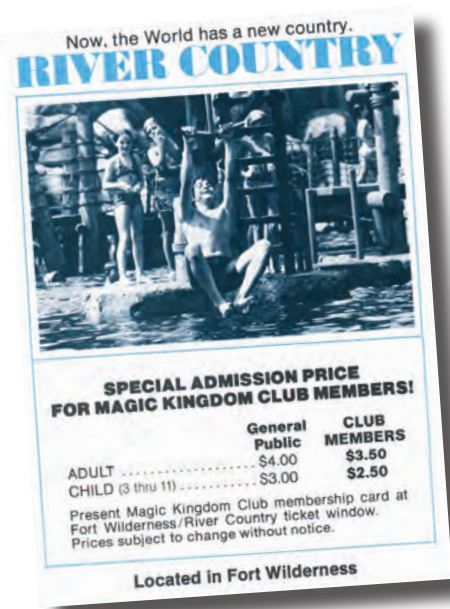 Now, the World has a new country.
RIVER COUNTRY
SPECIAL ADMISSION PRICE
FOR MAGIC KINGDOM CLUB MEMBERS!
General Public CLUB MEMBERS
ADULT .................. $4.00 $3.50
CHILD (3 thru 11) ........... $3.00 $2.50
Present Magic Kingdom Club membership card at
Fort Wilderness/River Country ticket window.
Prices subject to change without notice.
Located in Fort Wilderness